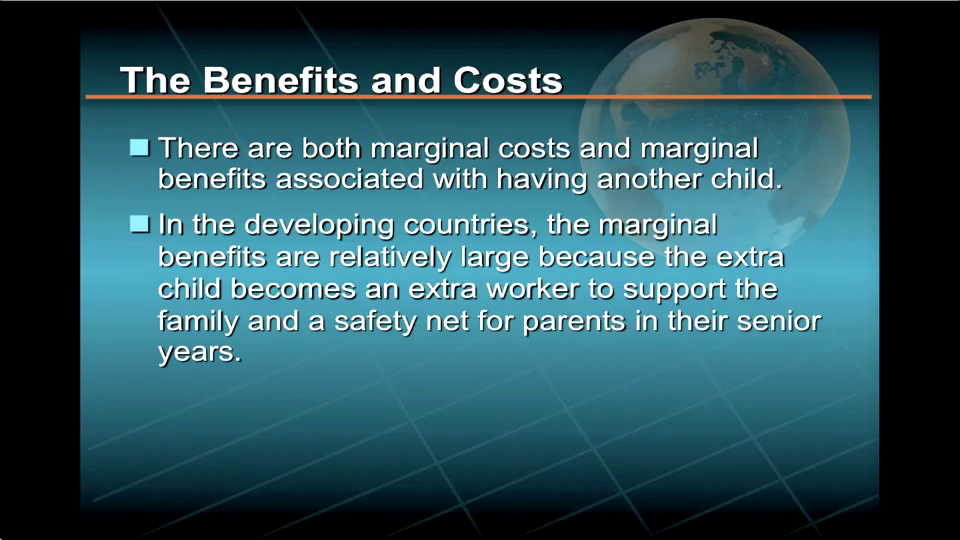 The Benefits and Costs
There are both marginal costs and marginal
benefits associated with having another child.
In the developing countries, the marginal
benefits are relatively large because the extra
child becomes an extra worker to support the
family and a safety net for parents in their senior
years.